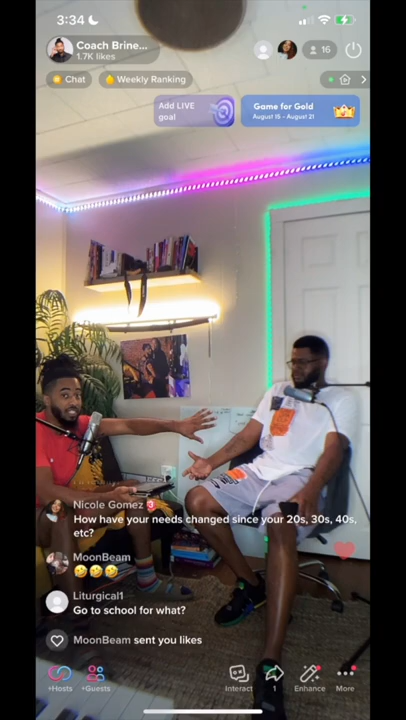 3:34
Coach Brine...
1.7K likes
16
Chat
Weekly Ranking
Add LIVE
goal
Game for Gold
August 15 - August 21
Nicole Gomez
How have your needs changed since your 20s, 30s, 40s,
etc?
MoonBeam
🤣🤣🤣
Liturgical1
Go to school for what?
MoonBeam sent you likes
+Hosts
+Guests
Interact
1
Enhance
More